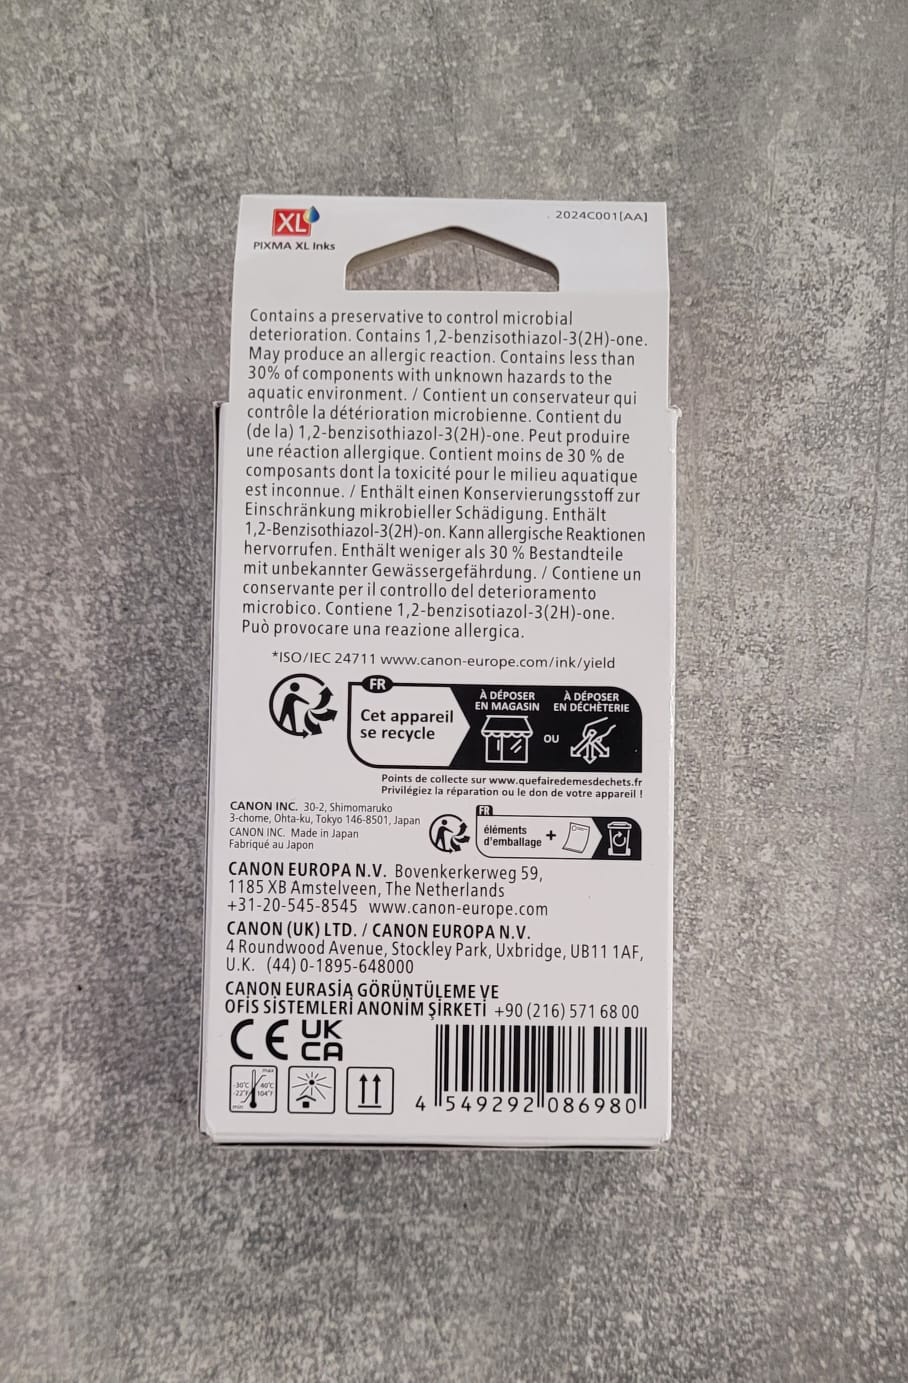 XL
PIXMA XL Inks
2024C001[AA]
Contains a preservative to control microbial
deterioration. Contains 1,2-benzisothiazol-3(2H)-one.
May produce an allergic reaction. Contains less than
30% of components with unknown hazards to the
aquatic environment. / Contient un conservateur qui
contrôle la détérioration microbienne. Contient du
(de la) 1,2-benzisothiazol-3(2H)-one. Peut produire
une réaction allergique. Contient moins de 30 % de
composants dont la toxicité pour le milieu aquatique
est inconnue. / Enthält einen Konservierungsstoff zur
Einschränkung mikrobieller Schädigung. Enthält
1,2-Benzisothiazol-3(2H)-on. Kann allergische Reaktionen
hervorrufen. Enthält weniger als 30 % Bestandteile
mit unbekannter Gewässergefährdung. / Contiene un
conservante per il controllo del deterioramento
microbico. Contiene 1,2-benzisotiazol-3(2H)-one.
Può provocare una reazione allergica.
*ISO/IEC 24711 www.canon-europe.com/ink/yield
FR
Cet appareil
se recycle
À DÉPOSER
EN MAGASIN
OU
À DÉPOSER
EN DÉCHÈTERIE
Points de collecte sur www.quefairedemesdechets.fr
Privilégiez la réparation ou le don de votre appareil !
CANON INC. 30-2, Shimomaruko
3-chome, Ohta-ku, Tokyo 146-8501, Japan
CANON INC. Made in Japan
Fabriqué au Japon
FR
éléments
d'emballage +
CANON EUROPA N.V. Bovenkerkerweg 59,
1185 XB Amstelveen, The Netherlands
+31-20-545-8545 www.canon-europe.com
CANON (UK) LTD. / CANON EUROPA N.V.
4 Roundwood Avenue, Stockley Park, Uxbridge, UB11 1AF,
U.K. (44) 0-1895-648000
CANON EURASİA GÖRÜNTÜLEME VE
OFİS SİSTEMLERİ ANONİM ŞİRKETİ +90 (216) 571 68 00
CE UK
CA
max
-30°C 40°C
-22°F 104°F
min
4 549292 086980